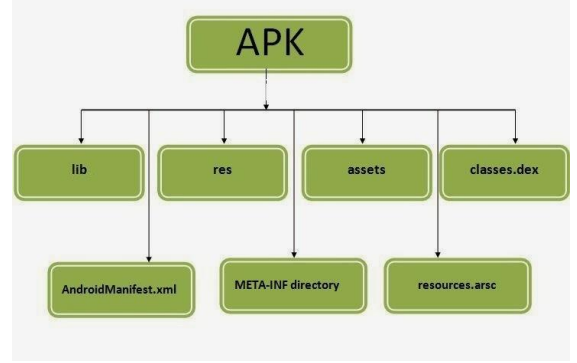 APK
lib
res
assets
classes.dex
AndroidManifest.xml
META-INF directory
resources.arsc